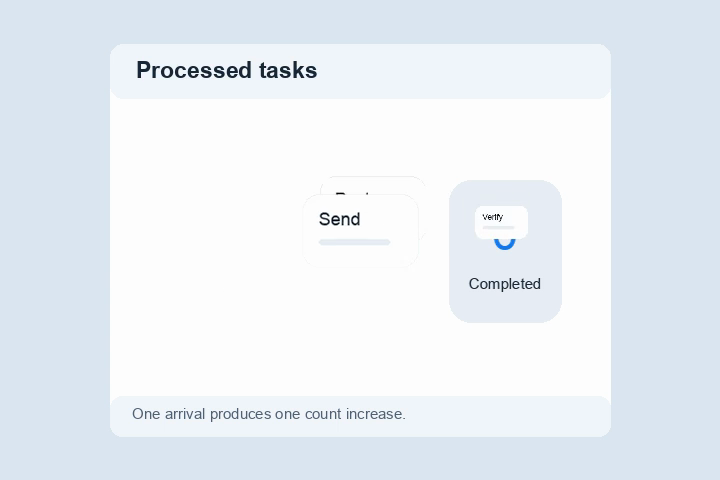 Processed tasks
Send
Verify
Completed
One arrival produces one count increase.